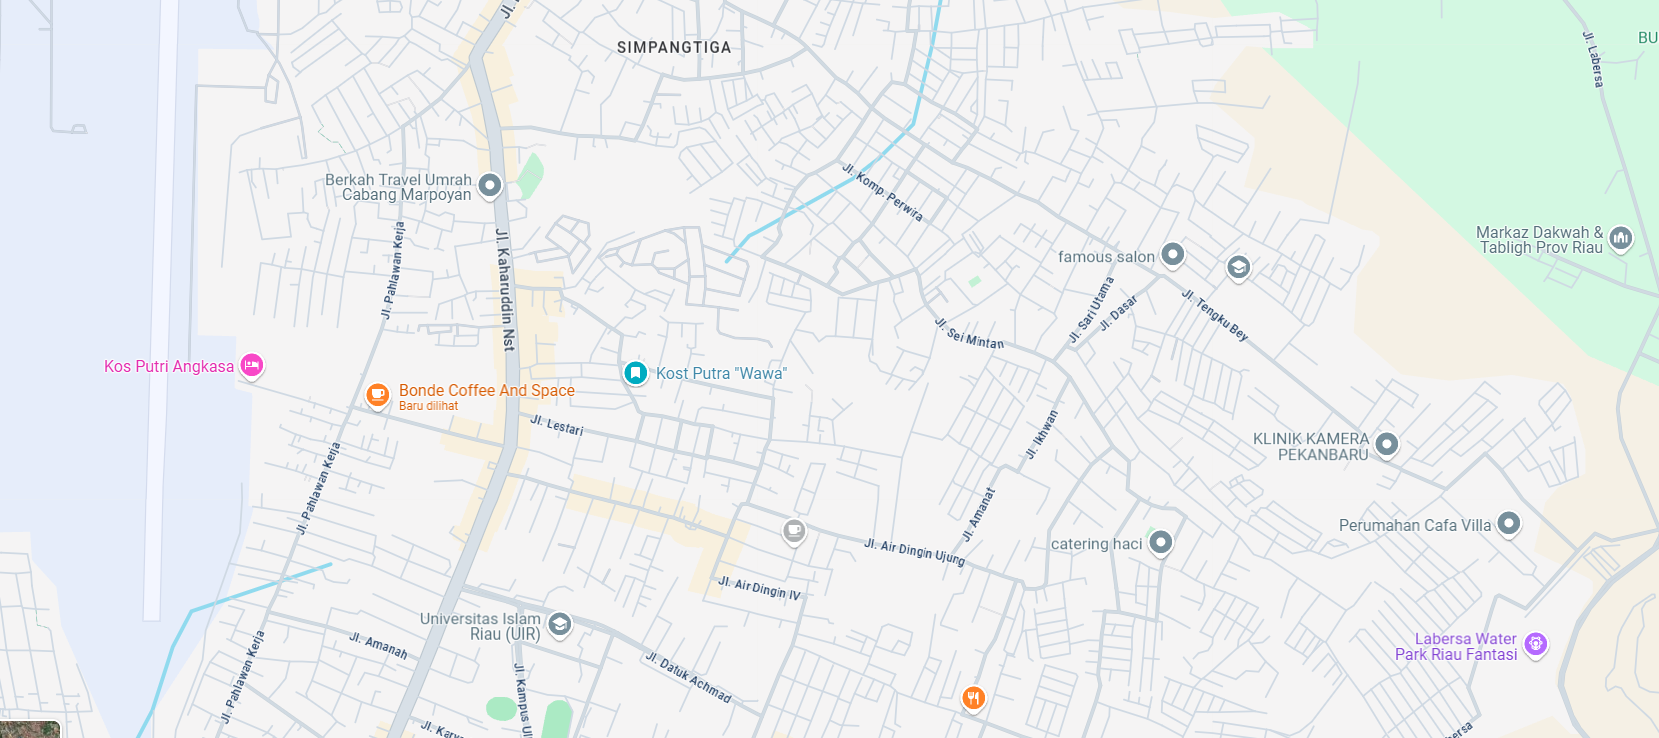 Jl.
SIMPANGTIGA
Jl. Labersa
BU
Berkah Travel Umrah
Cabang Marpoyan
Jl. Komp. Perwira
Jl. Pahlawan Kerja
Jl. Kaharuddin Nst
Markaz Dakwah &
Tabligh Prov Riau
famous salon
Jl. Sari Utama
Jl. Dasar
Jl. Tengku Bey
Jl. Sei Mintan
Kos Putri Angkasa
Kost Putra "Wawa"
Bonde Coffee And Space
Baru dilihat
Jl. Lestari
Jl. Ikhwan
KLINIK KAMERA
PEKANBARU
Jl. Pahlawan Kerja
Jl. Amanat
Perumahan Cafa Villa
catering haci
Jl. Air Dingin Ujung
Jl. Air Dingin IV
Universitas Islam
Riau (UIR)
Jl. Amanah
Labersa Water
Park Riau Fantasi
Jl. Pahlawan Kerja
Jl. Datuk Achmad
Jl. Kampus UI
Jl. Karya
bersa